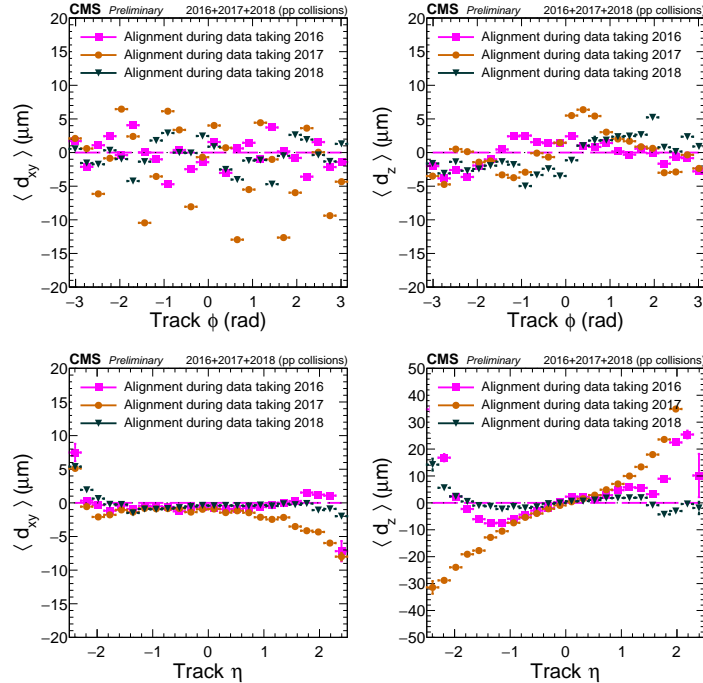 CMS Preliminary 2016+2017+2018 (pp collisions)
Alignment during data taking 2016
Alignment during data taking 2017
Alignment during data taking 2018
⟨ d_xy ⟩ (μm)
20
15
10
5
0
−5
−10
−15
−20
−3 −2 −1 0 1 2 3
Track ϕ (rad)
CMS Preliminary 2016+2017+2018 (pp collisions)
Alignment during data taking 2016
Alignment during data taking 2017
Alignment during data taking 2018
⟨ d_z ⟩ (μm)
20
15
10
5
0
−5
−10
−15
−20
−3 −2 −1 0 1 2 3
Track ϕ (rad)
CMS Preliminary 2016+2017+2018 (pp collisions)
Alignment during data taking 2016
Alignment during data taking 2017
Alignment during data taking 2018
⟨ d_xy ⟩ (μm)
20
15
10
5
0
−5
−10
−15
−20
−2 −1 0 1 2
Track η
CMS Preliminary 2016+2017+2018 (pp collisions)
Alignment during data taking 2016
Alignment during data taking 2017
Alignment during data taking 2018
⟨ d_z ⟩ (μm)
50
40
30
20
10
0
−10
−20
−30
−40
−50
−2 −1 0 1 2
Track η